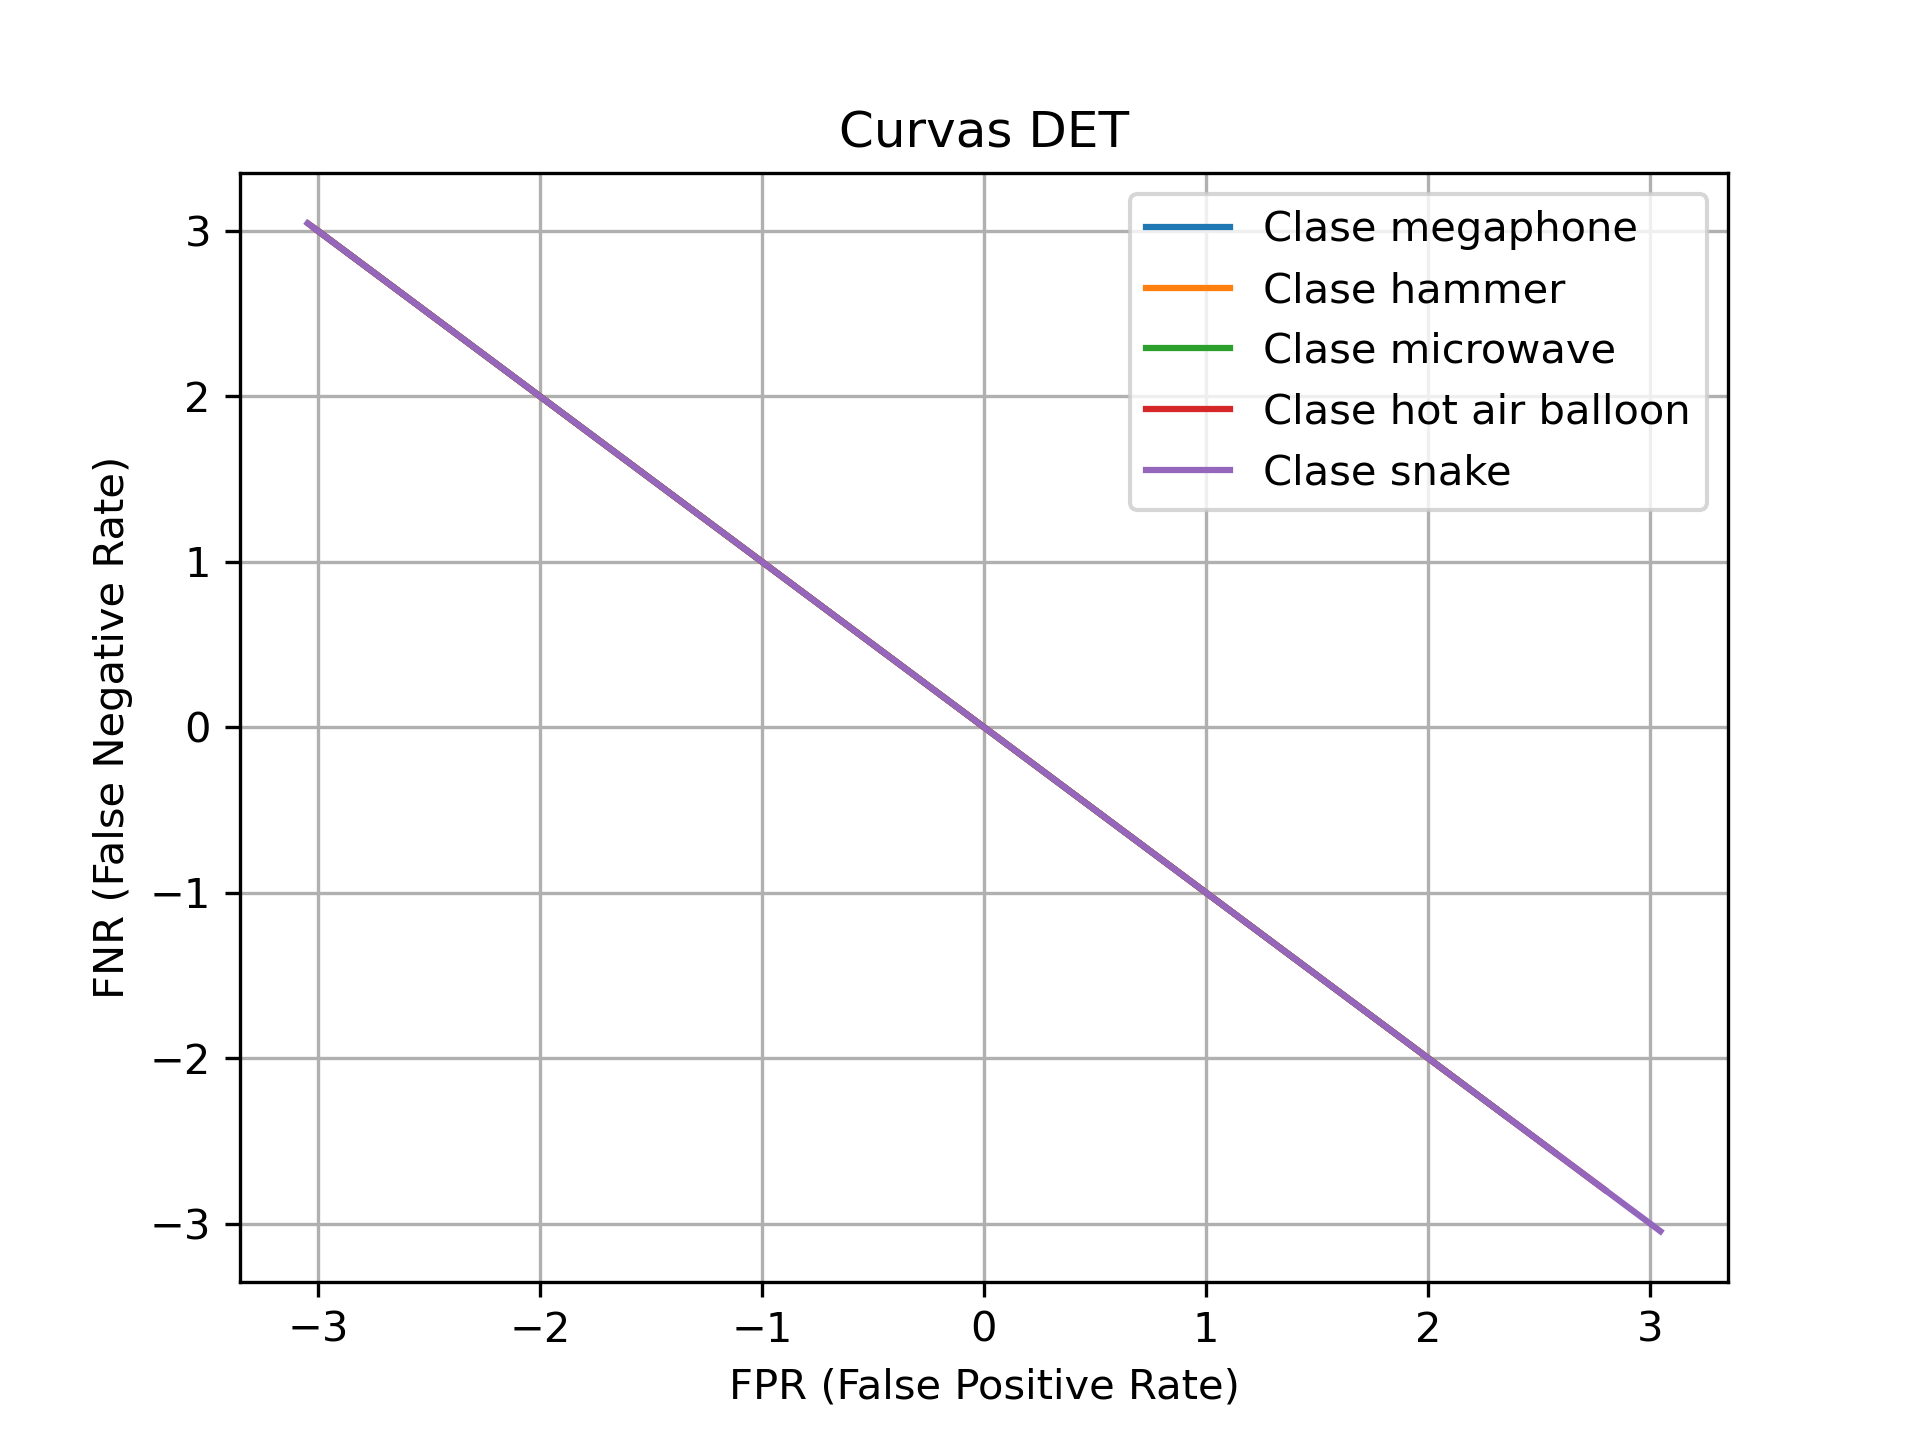 Curvas DET
Clase megaphone
Clase hammer
Clase microwave
Clase hot air balloon
Clase snake
FNR (False Negative Rate)
3
2
1
0
−1
−2
−3
−3 −2 −1 0 1 2 3
FPR (False Positive Rate)